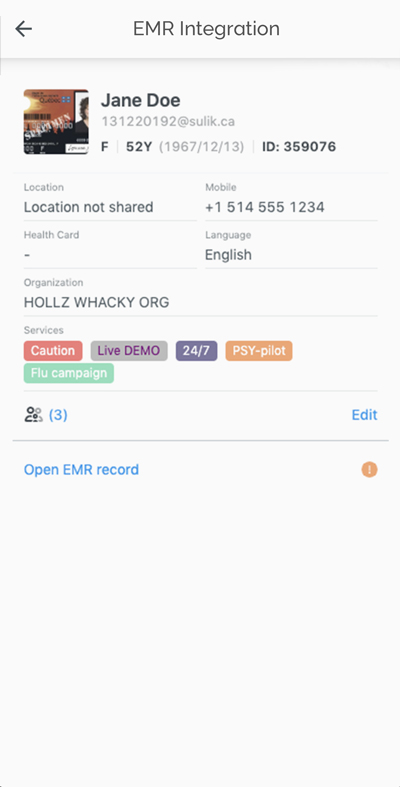 EMR Integration
SPECIMEN
Jane Doe
131220192@sulik.ca
F 52Y (1967/12/13) ID: 359076
Location Mobile
Location not shared +1 514 555 1234
Health Card Language
- English
Organization
HOLLZ WHACKY ORG
Services
Caution Live DEMO 24/7 PSY-pilot
Flu campaign
(3) Edit
Open EMR record !